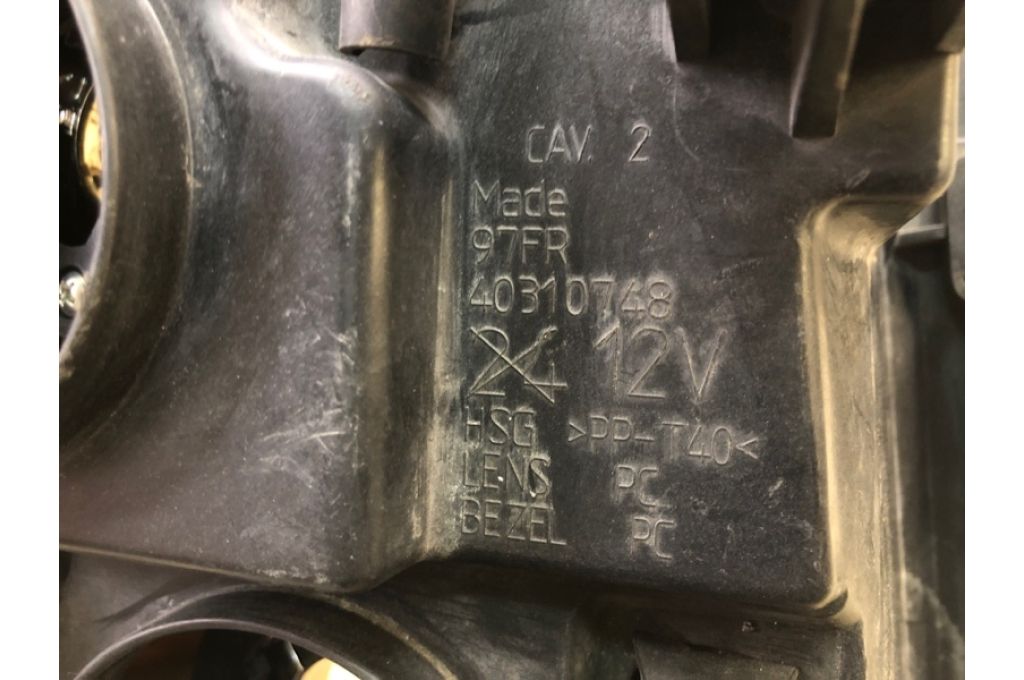 CAV. 2
Made
97FR
40310748
24 12V
HSG >PP-T40<
LENS PC
BEZEL PC